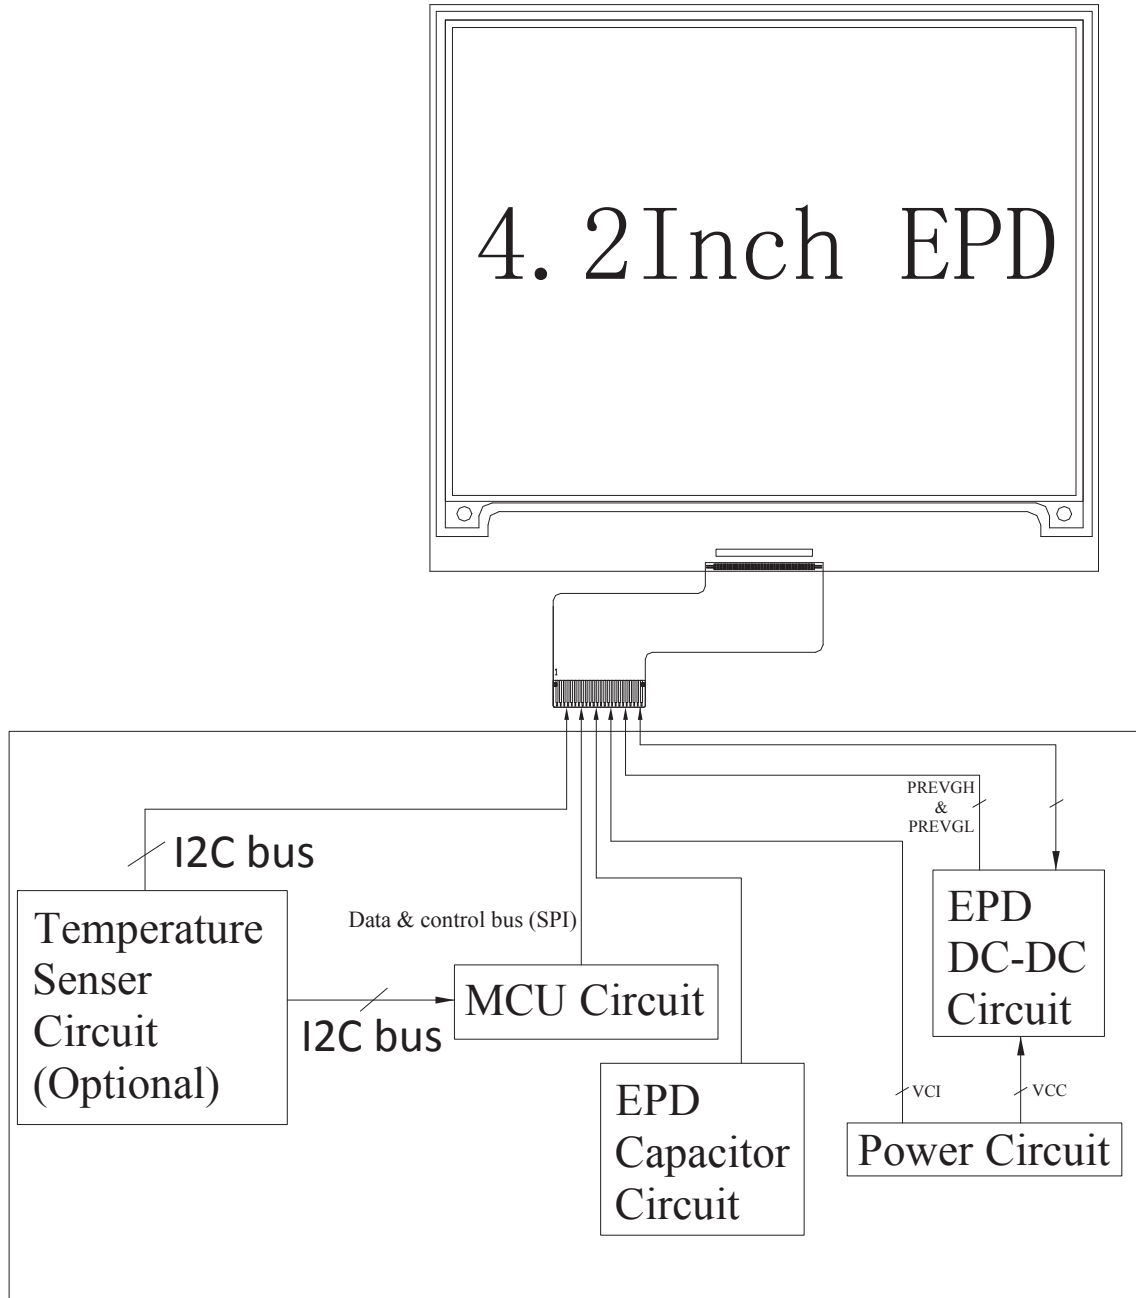 4.2Inch EPD
1
PREVGH
&
PREVGL
I2C bus
Temperature
Senser
Circuit
(Optional)
Data & control bus (SPI)
EPD
DC-DC
Circuit
MCU Circuit
I2C bus
EPD
Capacitor
Circuit
VCI
VCC
Power Circuit